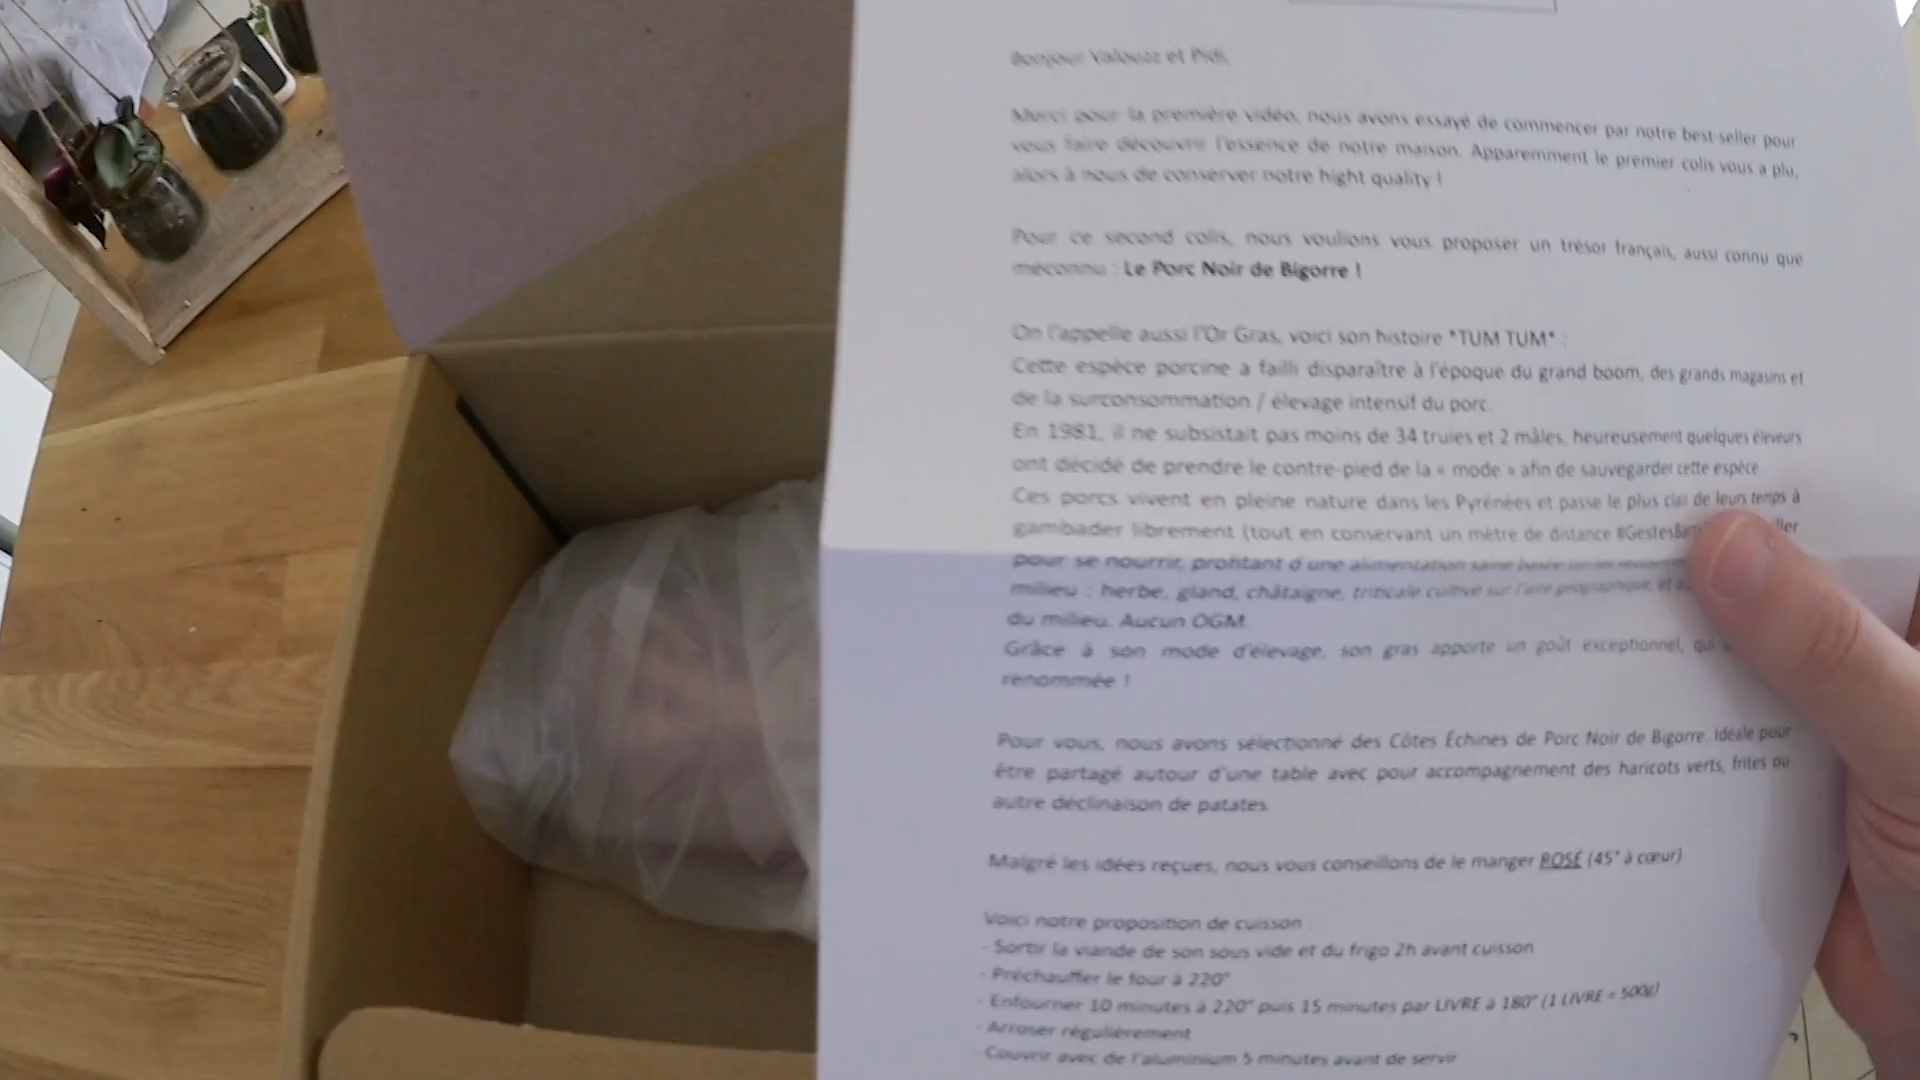 Bonjour Valouzz et Pidi,
Merci pour la première vidéo, nous avons essayé de commencer par notre best-seller pour
vous faire découvrir l'essence de notre maison. Apparemment le premier colis vous a plu,
alors à nous de conserver notre hight quality !
Pour ce second colis, nous voulions vous proposer un trésor français, aussi connu que
méconnu : Le Porc Noir de Bigorre !
On l'appelle aussi l'Or Gras, voici son histoire *TUM TUM* :
Cette espèce porcine a failli disparaître à l'époque du grand boom, des grands magasins et
de la surconsommation / élevage intensif du porc.
En 1981, il ne subsistait pas moins de 34 truies et 2 mâles, heureusement quelques éleveurs
ont décidé de prendre le contre-pied de la « mode » afin de sauvegarder cette espèce.
Ces porcs vivent en pleine nature dans les Pyrénées et passe le plus clair de leurs temps à
gambader librement (tout en conservant un mètre de distance
pour se nourrir, profitant d'une alimentation saine basée sur les
milieu : herbe, gland, châtaigne, triticale cultivé sur l'aire géographique, et
du milieu. Aucun OGM.
Grâce à son mode d'élevage, son gras apporte un goût exceptionnel, qui
renommée !
Pour vous, nous avons sélectionné des Côtes Échines de Porc Noir de Bigorre. Idéale pour
être partagé autour d'une table avec pour accompagnement des haricots verts, frites ou
autre déclinaison de patates.
Malgré les idées reçues, nous vous conseillons de le manger ROSÉ (45° à cœur)
Voici notre proposition de cuisson :
- Sortir la viande de son sous vide et du frigo 2h avant cuisson
- Préchauffer le four à 220°
- Enfourner 10 minutes à 220° puis 15 minutes par LIVRE à 180° (1 LIVRE = 500g)
- Arroser régulièrement
- Couvrir avec de l'aluminium 5 minutes avant de servir